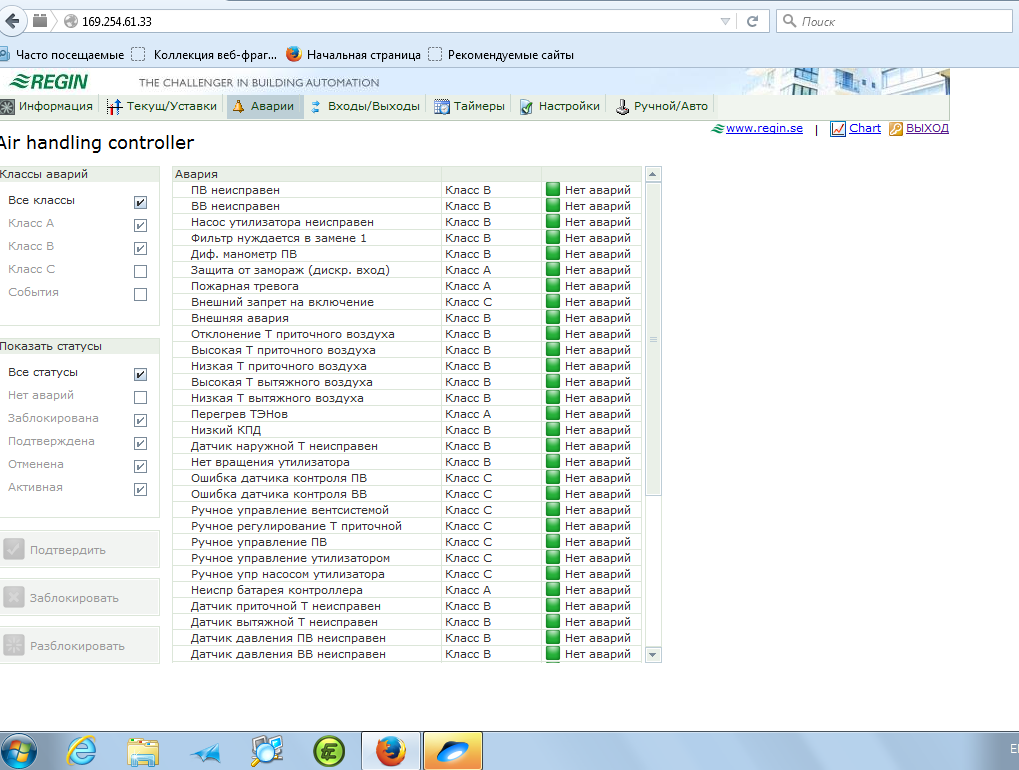 169.254.61.33
Поиск
Часто посещаемые
Коллекция веб-фраг...
Начальная страница
Рекомендуемые сайты
REGIN
THE CHALLENGER IN BUILDING AUTOMATION
Информация
Текущ/Уставки
Аварии
Входы/Выходы
Таймеры
Настройки
Ручной/Авто
www.regin.se | Chart ВЫХОД
Air handling controller
Классы аварий
Все классы
Класс A
Класс B
Класс C
События
Показать статусы
Все статусы
Нет аварий
Заблокирована
Подтверждена
Отменена
Активная
Подтвердить
Заблокировать
Разблокировать
Авария
ПВ неисправен Класс B Нет аварий
ВВ неисправен Класс B Нет аварий
Насос утилизатора неисправен Класс B Нет аварий
Фильтр нуждается в замене 1 Класс B Нет аварий
Диф. манометр ПВ Класс B Нет аварий
Защита от замораж (дискр. вход) Класс A Нет аварий
Пожарная тревога Класс A Нет аварий
Внешний запрет на включение Класс C Нет аварий
Внешняя авария Класс B Нет аварий
Отклонение Т приточного воздуха Класс B Нет аварий
Высокая Т приточного воздуха Класс B Нет аварий
Низкая Т приточного воздуха Класс B Нет аварий
Высокая Т вытяжного воздуха Класс B Нет аварий
Низкая Т вытяжного воздуха Класс B Нет аварий
Перегрев ТЭНов Класс A Нет аварий
Низкий КПД Класс B Нет аварий
Датчик наружной Т неисправен Класс B Нет аварий
Нет вращения утилизатора Класс B Нет аварий
Ошибка датчика контроля ПВ Класс C Нет аварий
Ошибка датчика контроля ВВ Класс C Нет аварий
Ручное управление вентсистемой Класс C Нет аварий
Ручное регулирование Т приточной Класс C Нет аварий
Ручное управление ПВ Класс C Нет аварий
Ручное управление утилизатором Класс C Нет аварий
Ручное упр насосом утилизатора Класс C Нет аварий
Неиспр батарея контроллера Класс A Нет аварий
Датчик приточной Т неисправен Класс B Нет аварий
Датчик вытяжной Т неисправен Класс B Нет аварий
Датчик давления ПВ неисправен Класс B Нет аварий
Датчик давления ВВ неисправен Класс B Нет аварий